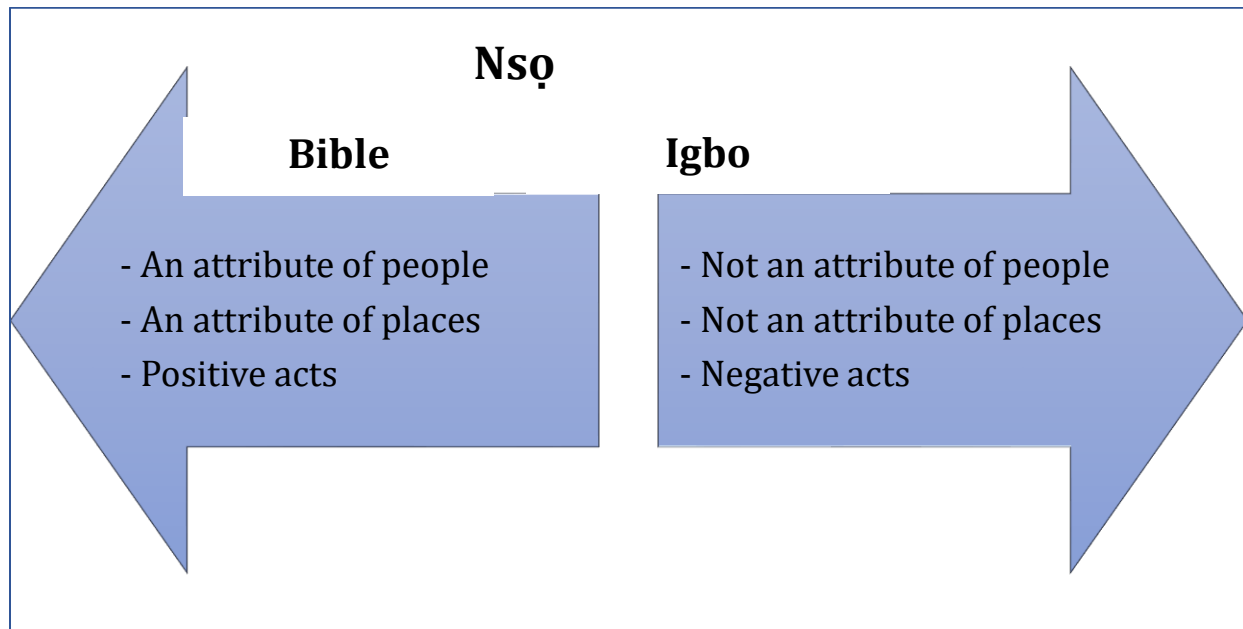 Nsọ
Bible
Igbo
- An attribute of people
- An attribute of places
- Positive acts
- Not an attribute of people
- Not an attribute of places
- Negative acts